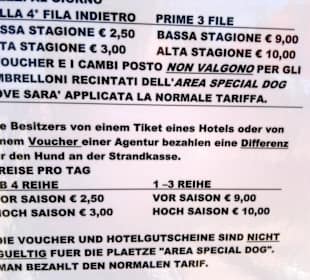 LLA 4° FILA INDIETRO PRIME 3 FILE
SSA STAGIONE € 2,50 BASSA STAGIONE € 9,00
TA STAGIONE € 3,00 ALTA STAGIONE € 10,00
OUCHER E I CAMBI POSTO NON VALGONO PER GLI
MBRELLONI RECINTATI DELL'AREA SPECIAL DOG
OVE SARA' APPLICATA LA NORMALE TARIFFA.
e Besitzers von einem Tiket eines Hotels oder von
nem Voucher einer Agentur bezahlen eine Differenz
r den Hund an der Strandkasse.
REISE PRO TAG
B 4 REIHE 1 –3 REIHE
OR SAISON € 2,50 VOR SAISON € 9,00
OCH SAISON € 3,00 HOCH SAISON € 10,00
DIE VOUCHER UND HOTELGUTSCHEINE SIND NICHT
GUELTIG FUER DIE PLAETZE "AREA SPECIAL DOG".
MAN BEZAHLT DEN NORMALEN TARIF.